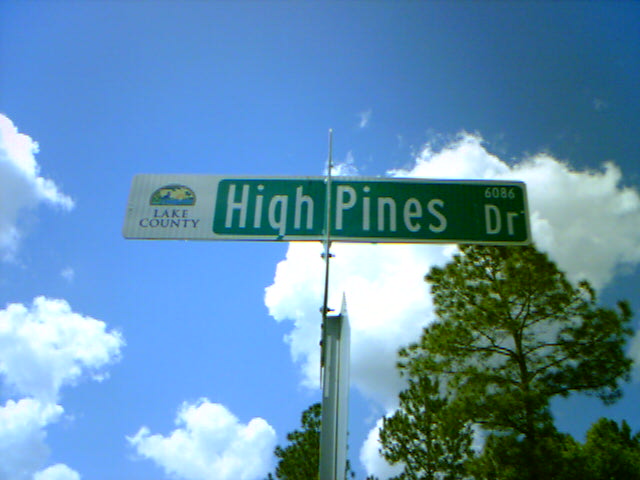 LAKE
COUNTY
High Pines Dr
6086